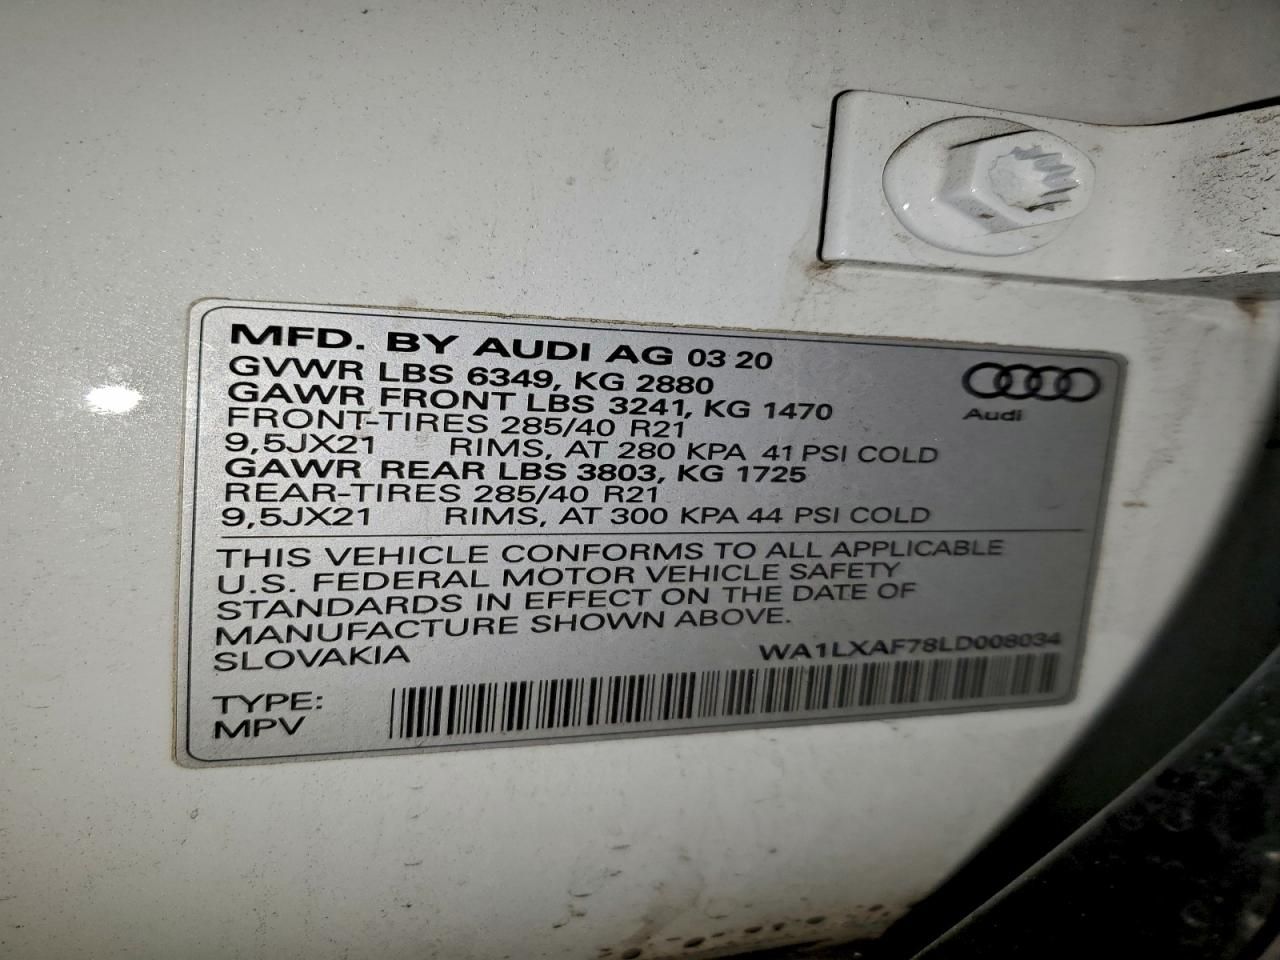 MFD. BY AUDI AG 03 20
GVWR LBS 6349, KG 2880
GAWR FRONT LBS 3241, KG 1470
FRONT-TIRES 285/40 R21
9,5JX21 RIMS, AT 280 KPA 41 PSI COLD
GAWR REAR LBS 3803, KG 1725
REAR-TIRES 285/40 R21
9,5JX21 RIMS, AT 300 KPA 44 PSI COLD
Audi
THIS VEHICLE CONFORMS TO ALL APPLICABLE
U.S. FEDERAL MOTOR VEHICLE SAFETY
STANDARDS IN EFFECT ON THE DATE OF
MANUFACTURE SHOWN ABOVE.
SLOVAKIA
WA1LXAF78LD008034
TYPE:
MPV